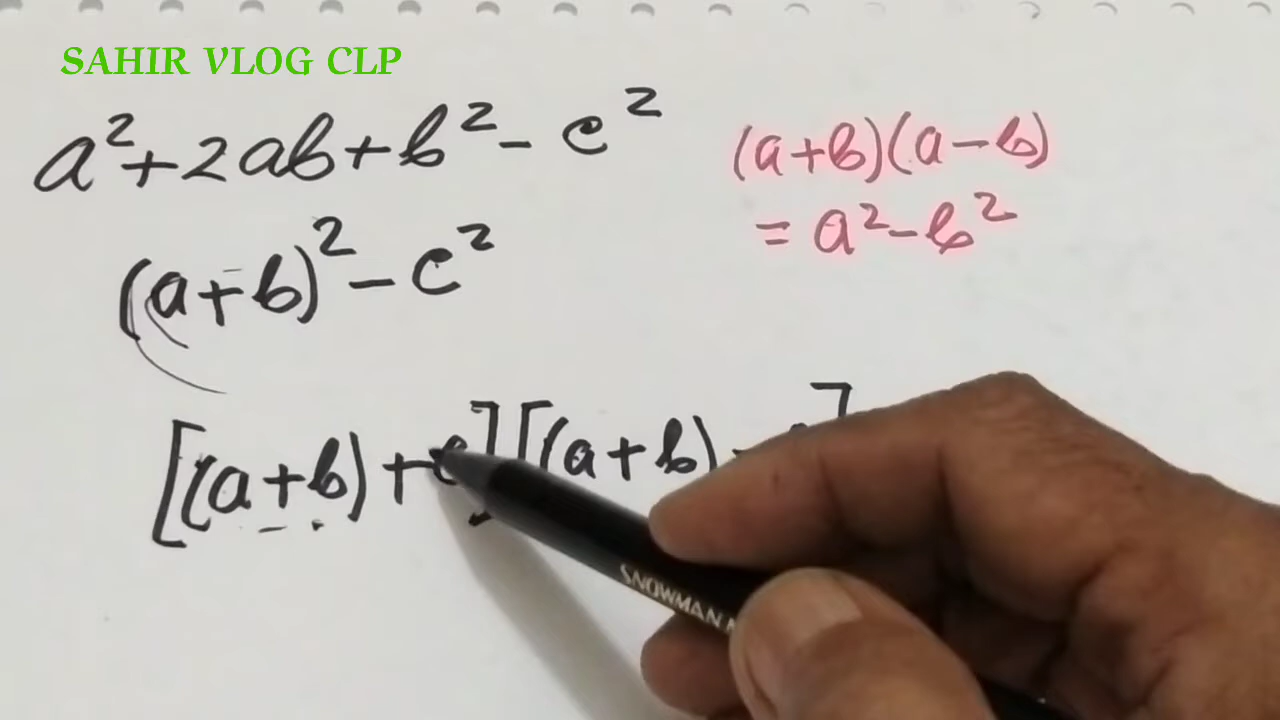 SAHIR VLOG CLP
a²+2ab+b²-c²
(a+b)(a-b)
= a²-b²
(a+b)²-c²
[(a+b)+c][(a+b)-c]
SNOWMAN